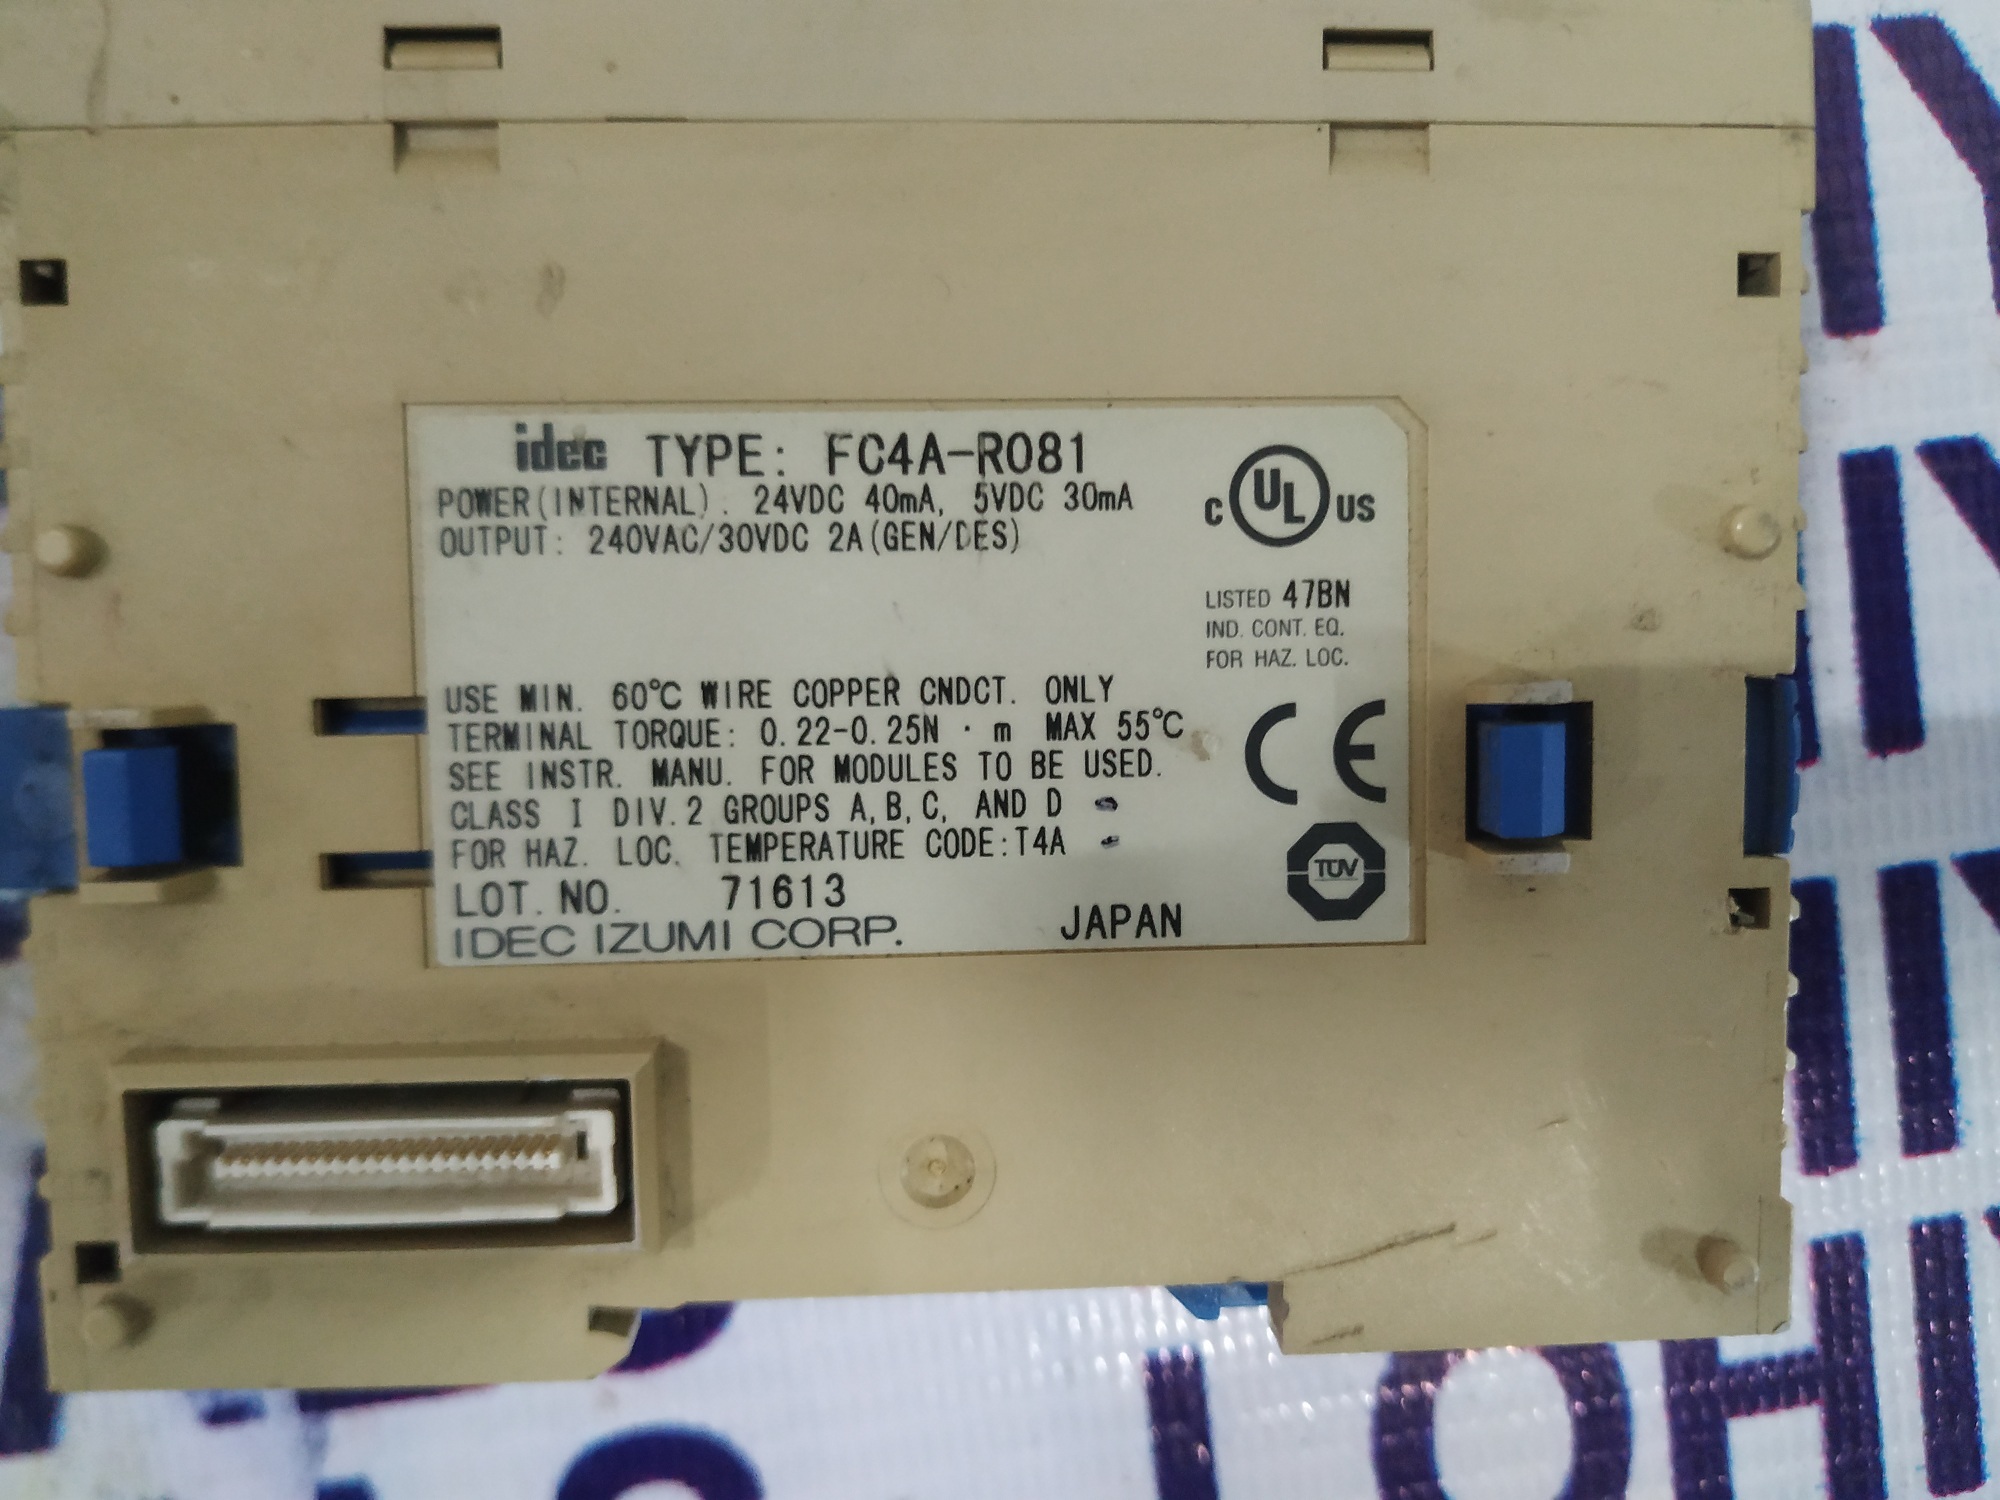 idec TYPE: FC4A-R081
POWER(INTERNAL). 24VDC 40mA, 5VDC 30mA
OUTPUT: 240VAC/30VDC 2A(GEN/DES)
C UL US
LISTED 47BN
IND. CONT. EQ.
FOR HAZ. LOC.
USE MIN. 60℃ WIRE COPPER CNDCT. ONLY
TERMINAL TORQUE: 0.22-0.25N · m MAX 55℃
SEE INSTR. MANU. FOR MODULES TO BE USED.
CLASS I DIV.2 GROUPS A,B,C, AND D
FOR HAZ. LOC. TEMPERATURE CODE:T4A
CE
TÜV
LOT. NO. 71613
IDEC IZUMI CORP. JAPAN